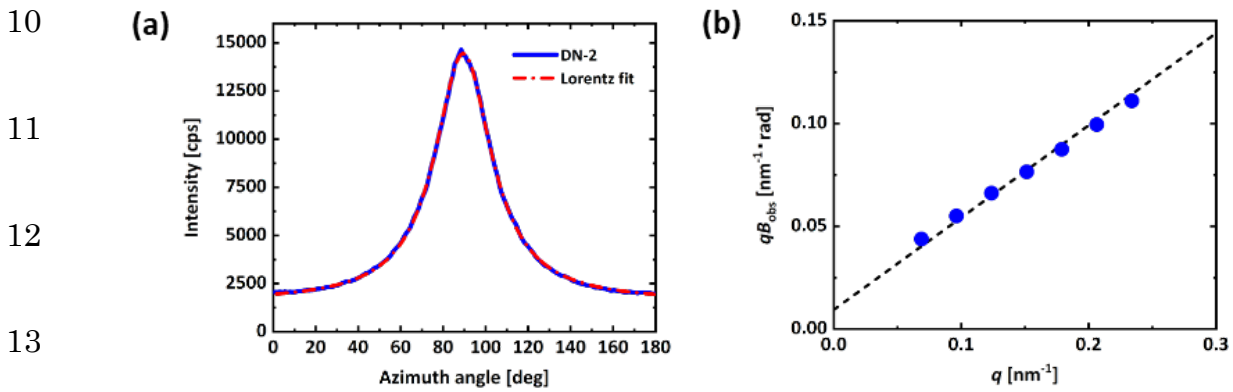 10
11
12
13
(a)
15000
12500
10000
7500
5000
2500
0
Intensity [cps]
DN-2
Lorentz fit
0 20 40 60 80 100 120 140 160 180
Azimuth angle [deg]
(b)
0.15
0.10
0.05
0.00
qBobs [nm⁻¹·rad]
0.0 0.1 0.2 0.3
q [nm⁻¹]